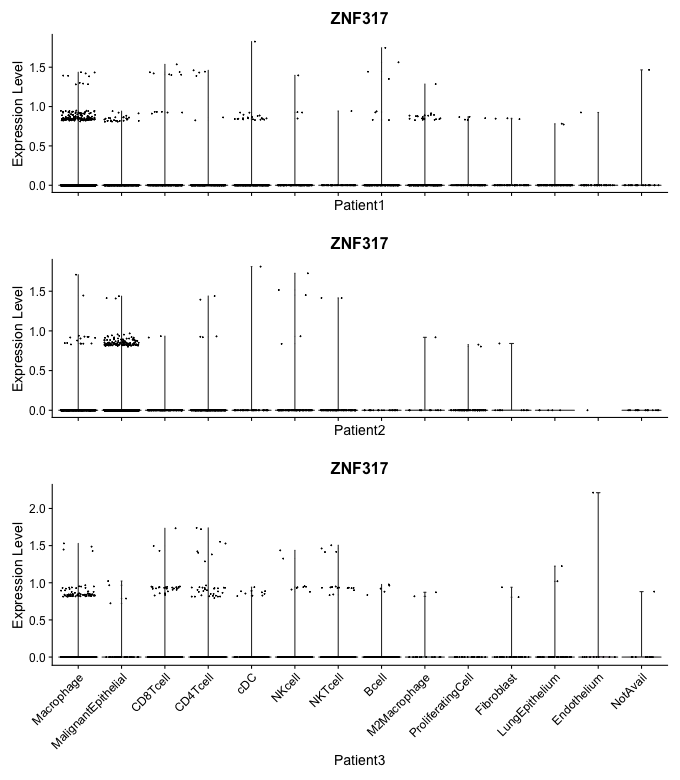 ZNF317
Expression Level
1.5
1.0
0.5
0.0
Patient1
ZNF317
Expression Level
1.5
1.0
0.5
0.0
Patient2
ZNF317
Expression Level
2.0
1.5
1.0
0.5
0.0
Macrophage
MalignantEpithelial
CD8Tcell
CD4Tcell
cDC
NKcell
NKTcell
Bcell
M2Macrophage
ProliferatingCell
Fibroblast
LungEpithelium
Endothelium
NotAvail
Patient3